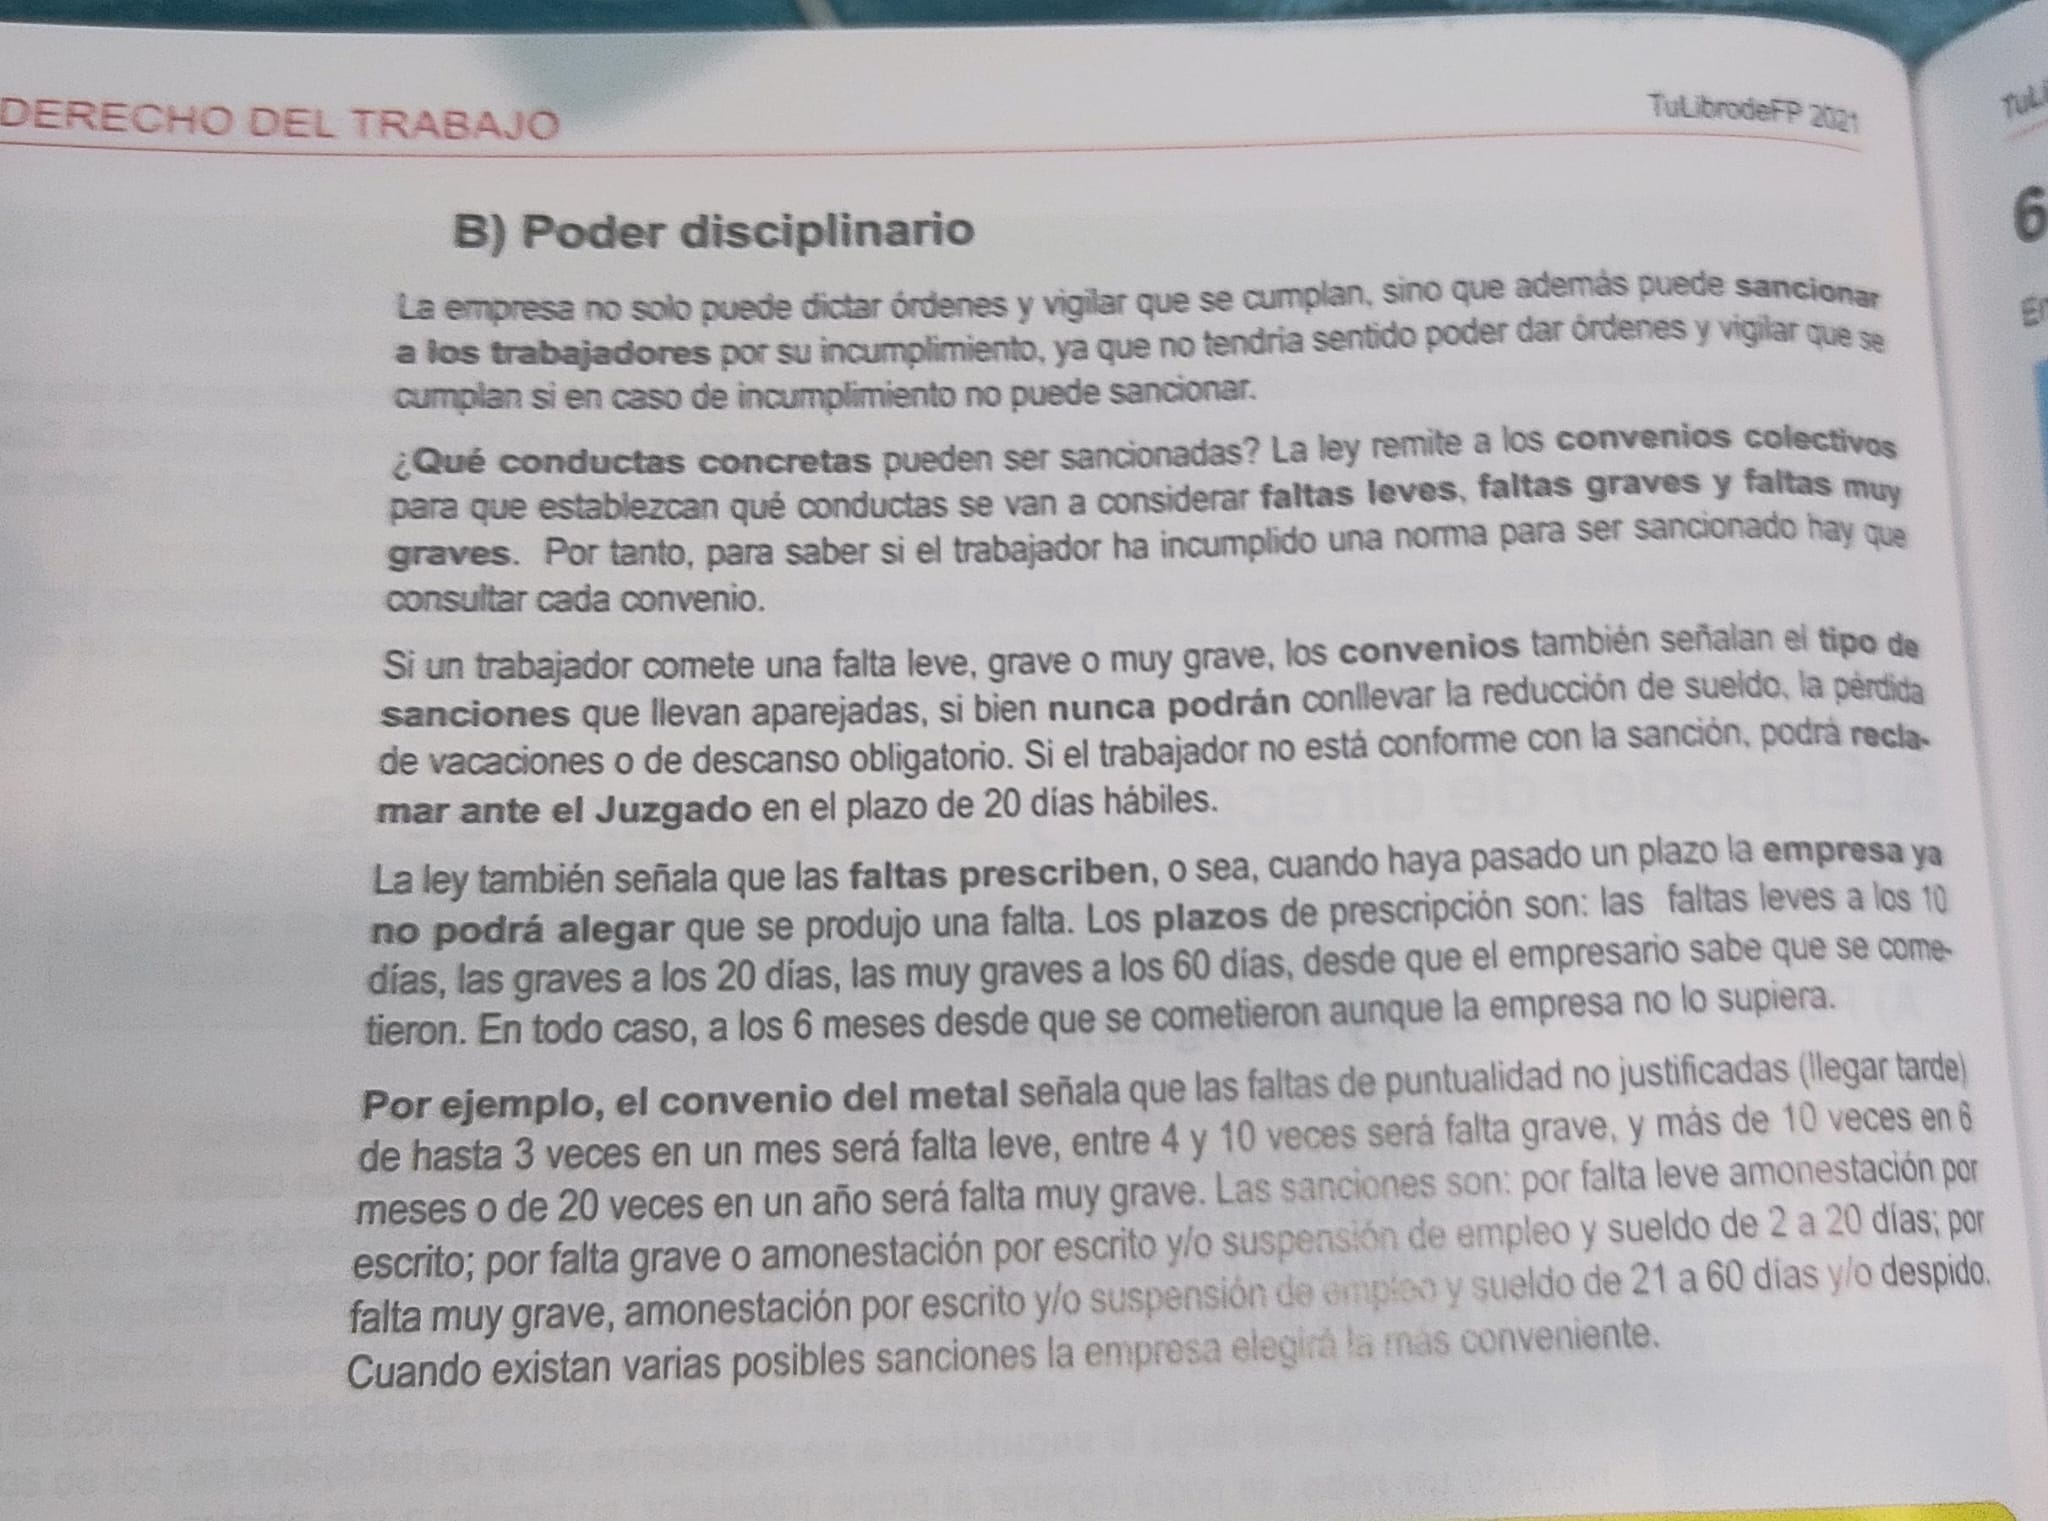 DERECHO DEL TRABAJO
TuLibrodeFP 2021
B) Poder disciplinario
La empresa no solo puede dictar órdenes y vigilar que se cumplan, sino que además puede sancionar
a los trabajadores por su incumplimiento, ya que no tendría sentido poder dar órdenes y vigilar que se
cumplan si en caso de incumplimiento no puede sancionar.
¿Qué conductas concretas pueden ser sancionadas? La ley remite a los convenios colectivos
para que establezcan qué conductas se van a considerar faltas leves, faltas graves y faltas muy
graves. Por tanto, para saber si el trabajador ha incumplido una norma para ser sancionado hay que
consultar cada convenio.
Si un trabajador comete una falta leve, grave o muy grave, los convenios también señalan el tipo de
sanciones que llevan aparejadas, si bien nunca podrán conllevar la reducción de sueldo, la pérdida
de vacaciones o de descanso obligatorio. Si el trabajador no está conforme con la sanción, podrá recla-
mar ante el Juzgado en el plazo de 20 días hábiles.
La ley también señala que las faltas prescriben, o sea, cuando haya pasado un plazo la empresa ya
no podrá alegar que se produjo una falta. Los plazos de prescripción son: las faltas leves a los 10
días, las graves a los 20 días, las muy graves a los 60 días, desde que el empresario sabe que se come-
tieron. En todo caso, a los 6 meses desde que se cometieron aunque la empresa no lo supiera.
Por ejemplo, el convenio del metal señala que las faltas de puntualidad no justificadas (llegar tarde)
de hasta 3 veces en un mes será falta leve, entre 4 y 10 veces será falta grave, y más de 10 veces en 6
meses o de 20 veces en un año será falta muy grave. Las sanciones son: por falta leve amonestación por
escrito; por falta grave o amonestación por escrito y/o suspensión de empleo y sueldo de 2 a 20 días; por
falta muy grave, amonestación por escrito y/o suspensión de empleo y sueldo de 21 a 60 días y/o despido.
Cuando existan varias posibles sanciones la empresa elegirá la más conveniente.
6